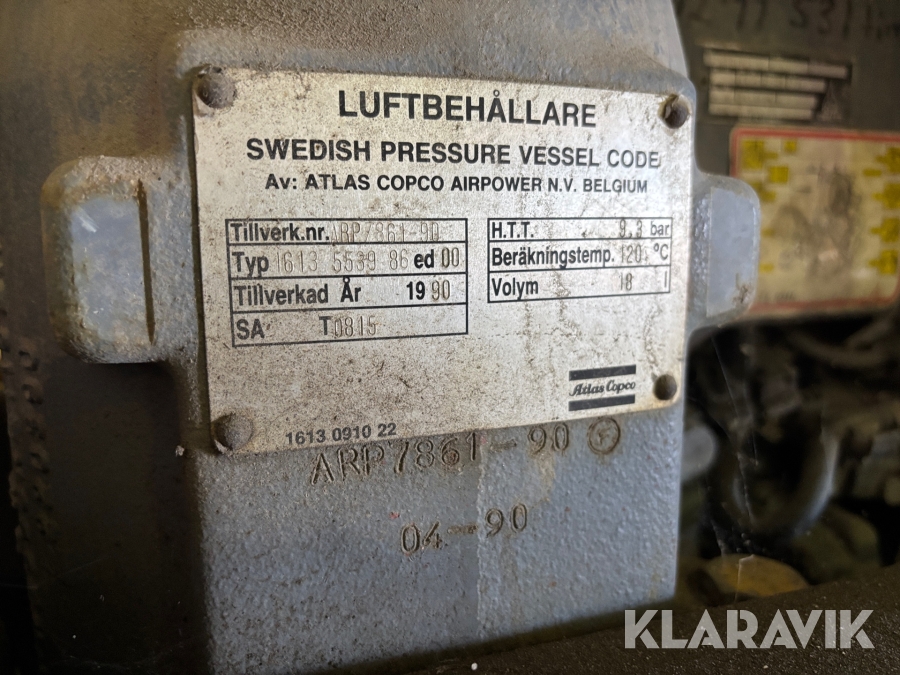 LUFTBEHÅLLARE
SWEDISH PRESSURE VESSEL CODE
Av: ATLAS COPCO AIRPOWER N.V. BELGIUM
Tillverk.nr. ARP7861-90
Typ 1613 5539 86 ed 00
Tillverkad År 1990
SA T0815
H.T.T. 9.3 bar
Beräkningstemp. 120 °C
Volym 18 l
Atlas Copco
1613 0910 22
ARP7861-90
04-90
KLARAVIK